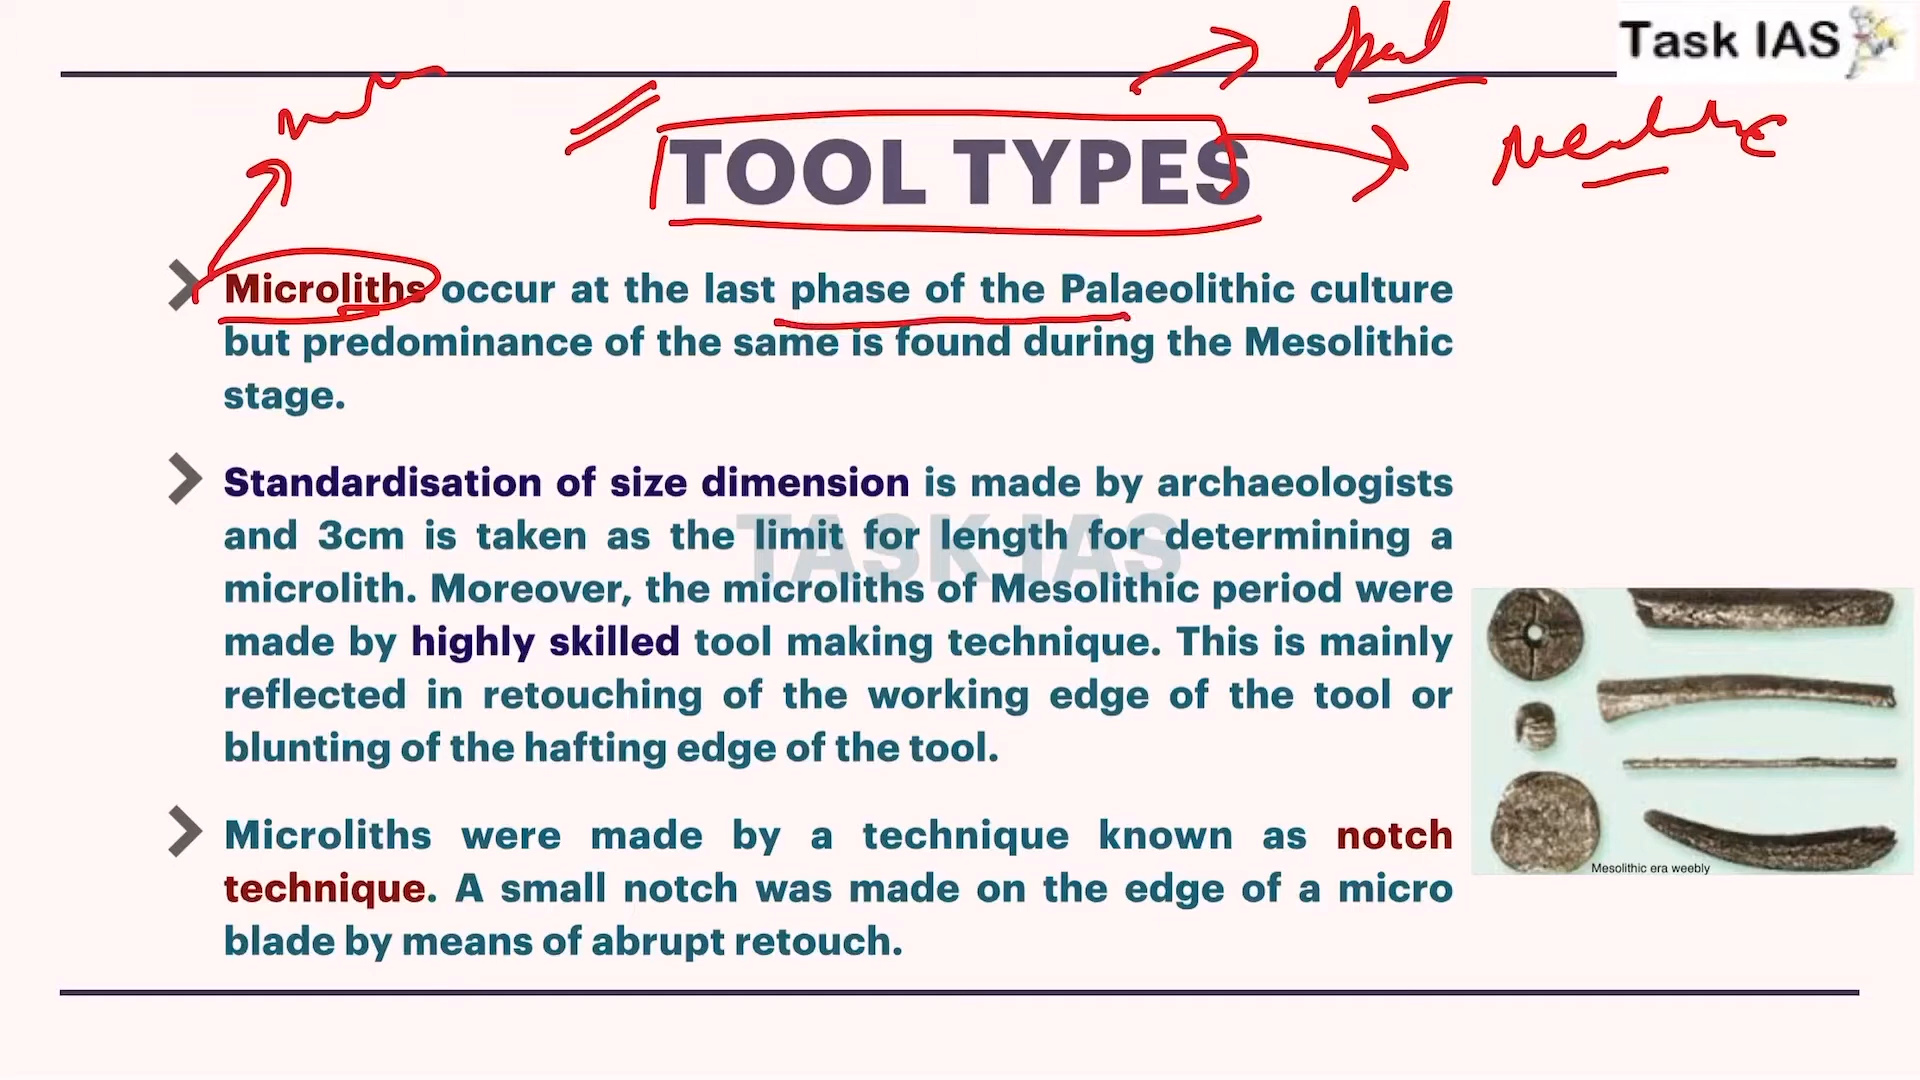 Task IAS
TOOL TYPES
Microliths occur at the last phase of the Palaeolithic culture
but predominance of the same is found during the Mesolithic
stage.
Standardisation of size dimension is made by archaeologists
and 3cm is taken as the limit for length for determining a
microlith. Moreover, the microliths of Mesolithic period were
made by highly skilled tool making technique. This is mainly
reflected in retouching of the working edge of the tool or
blunting of the hafting edge of the tool.
Microliths were made by a technique known as notch
technique. A small notch was made on the edge of a micro
blade by means of abrupt retouch.
TASK IAS
Mesolithic era weebly